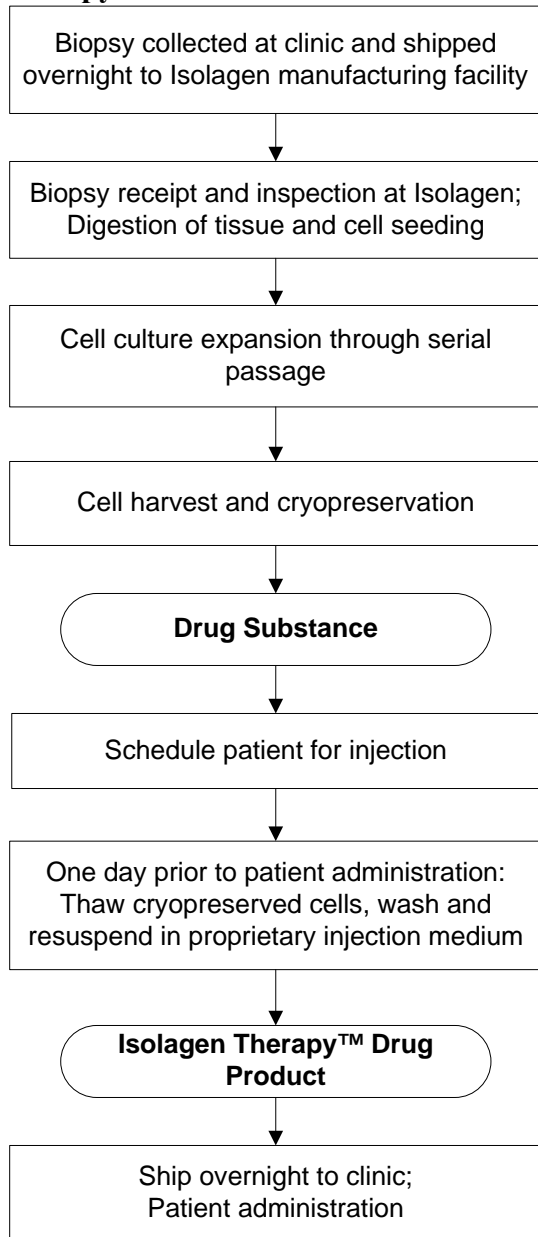 Biopsy collected at clinic and shipped
overnight to Isolagen manufacturing facility
Biopsy receipt and inspection at Isolagen;
Digestion of tissue and cell seeding
Cell culture expansion through serial
passage
Cell harvest and cryopreservation
Drug Substance
Schedule patient for injection
One day prior to patient administration:
Thaw cryopreserved cells, wash and
resuspend in proprietary injection medium
Isolagen Therapy™ Drug
Product
Ship overnight to clinic;
Patient administration